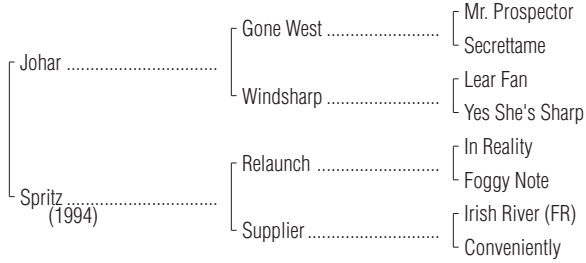 Mr. Prospector
Gone West ........................
Secrettame
Johar ................................
Lear Fan
Windsharp ........................
Yes She's Sharp
In Reality
Relaunch ..........................
Foggy Note
Spritz ................................
(1994)
Irish River (FR)
Supplier ............................
Conveniently